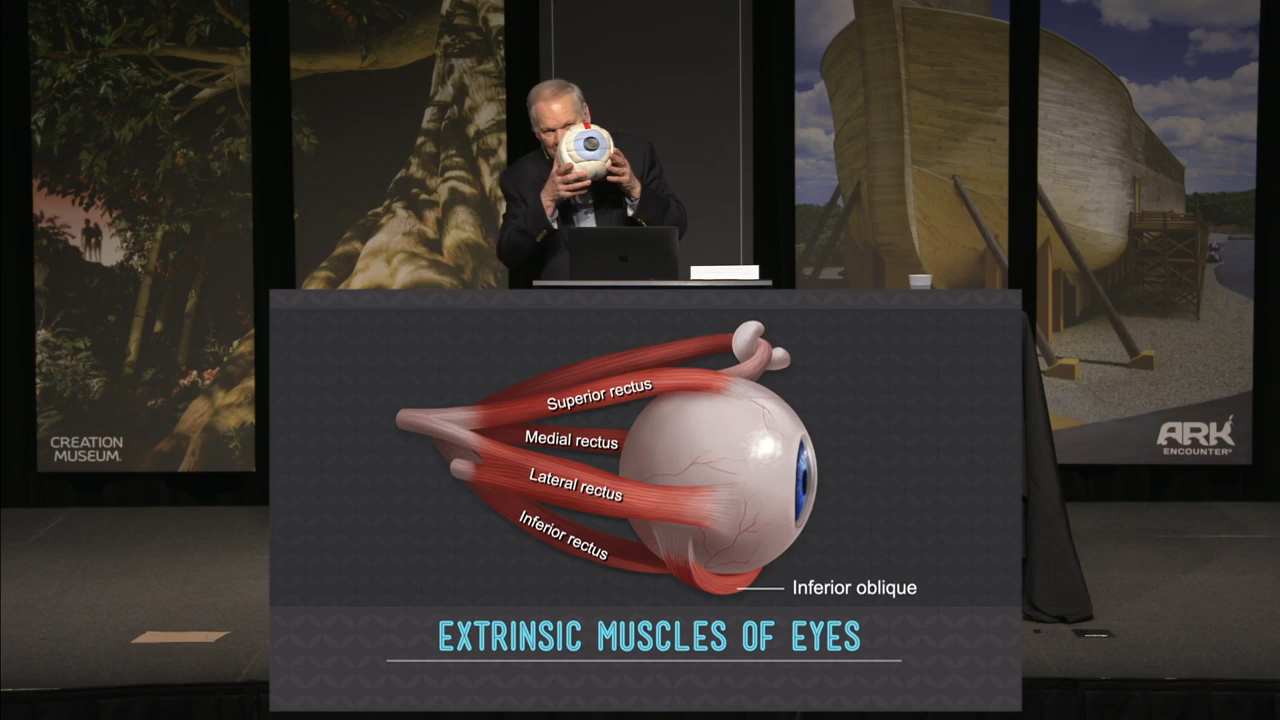 CREATION
MUSEUM
ARK
ENCOUNTER®
Superior rectus
Medial rectus
Lateral rectus
Inferior rectus
Inferior oblique
EXTRINSIC MUSCLES OF EYES